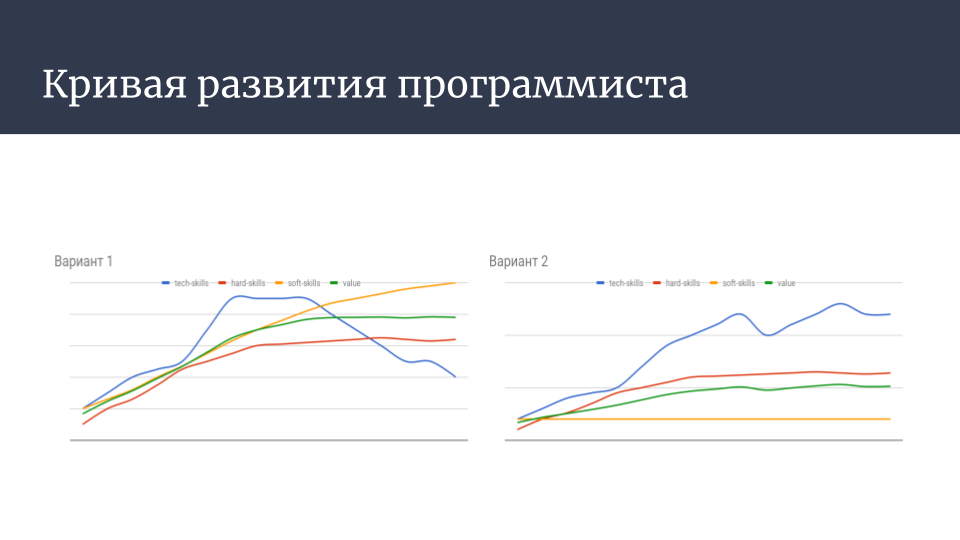 Кривая развития программиста
Вариант 1
tech-skills hard-skills soft-skills value
Вариант 2
tech-skills hard-skills soft-skills value